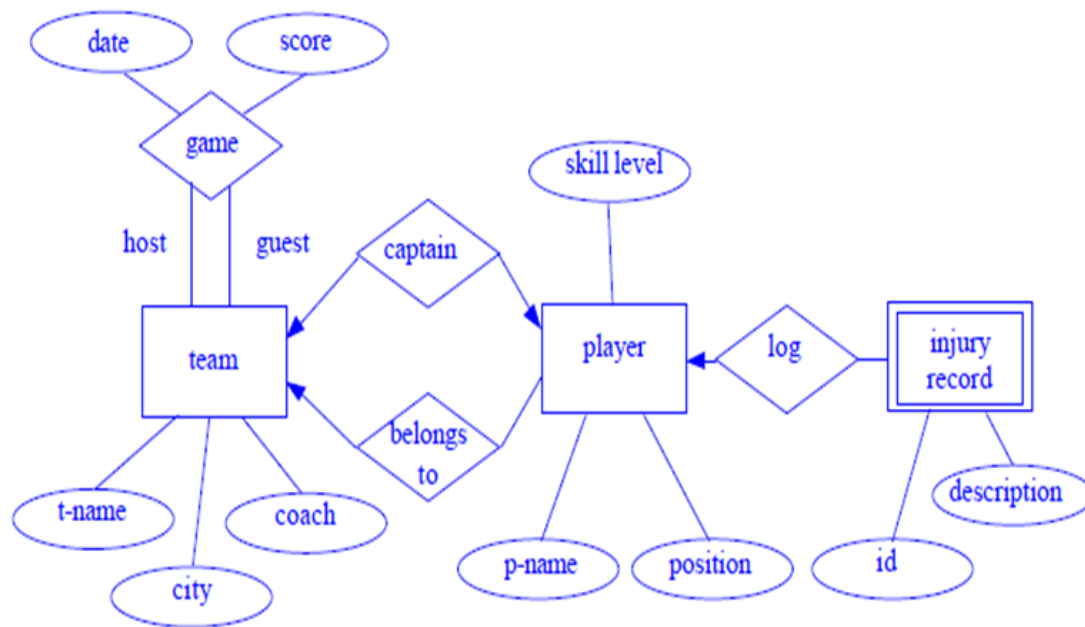 date
score
game
skill level
host
guest
captain
team
player
log
injury
record
belongs
to
t-name
coach
city
p-name
position
id
description